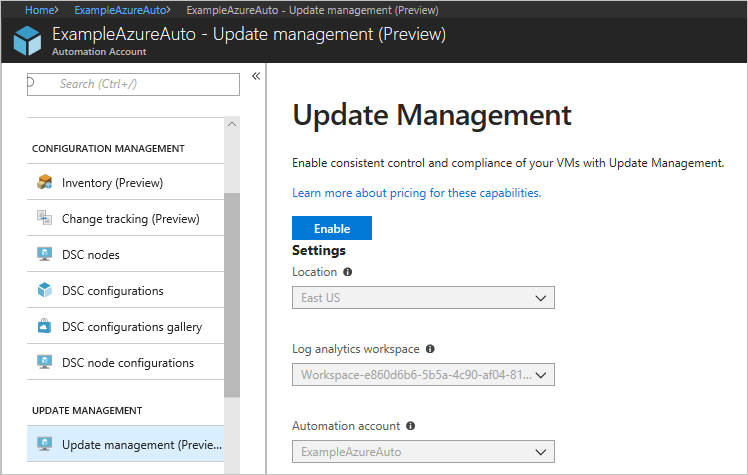 Home> ExampleAzureAuto> ExampleAzureAuto - Update management (Preview)
ExampleAzureAuto - Update management (Preview)
Automation Account
Search (Ctrl+/)
CONFIGURATION MANAGEMENT
Inventory (Preview)
Change tracking (Preview)
DSC nodes
DSC configurations
DSC configurations gallery
DSC node configurations
UPDATE MANAGEMENT
Update management (Previe...
Update Management
Enable consistent control and compliance of your VMs with Update Management.
Learn more about pricing for these capabilities.
Enable
Settings
Location
East US
Log analytics workspace
Workspace-e860d6b6-5b5a-4c90-af04-81...
Automation account
ExampleAzureAuto